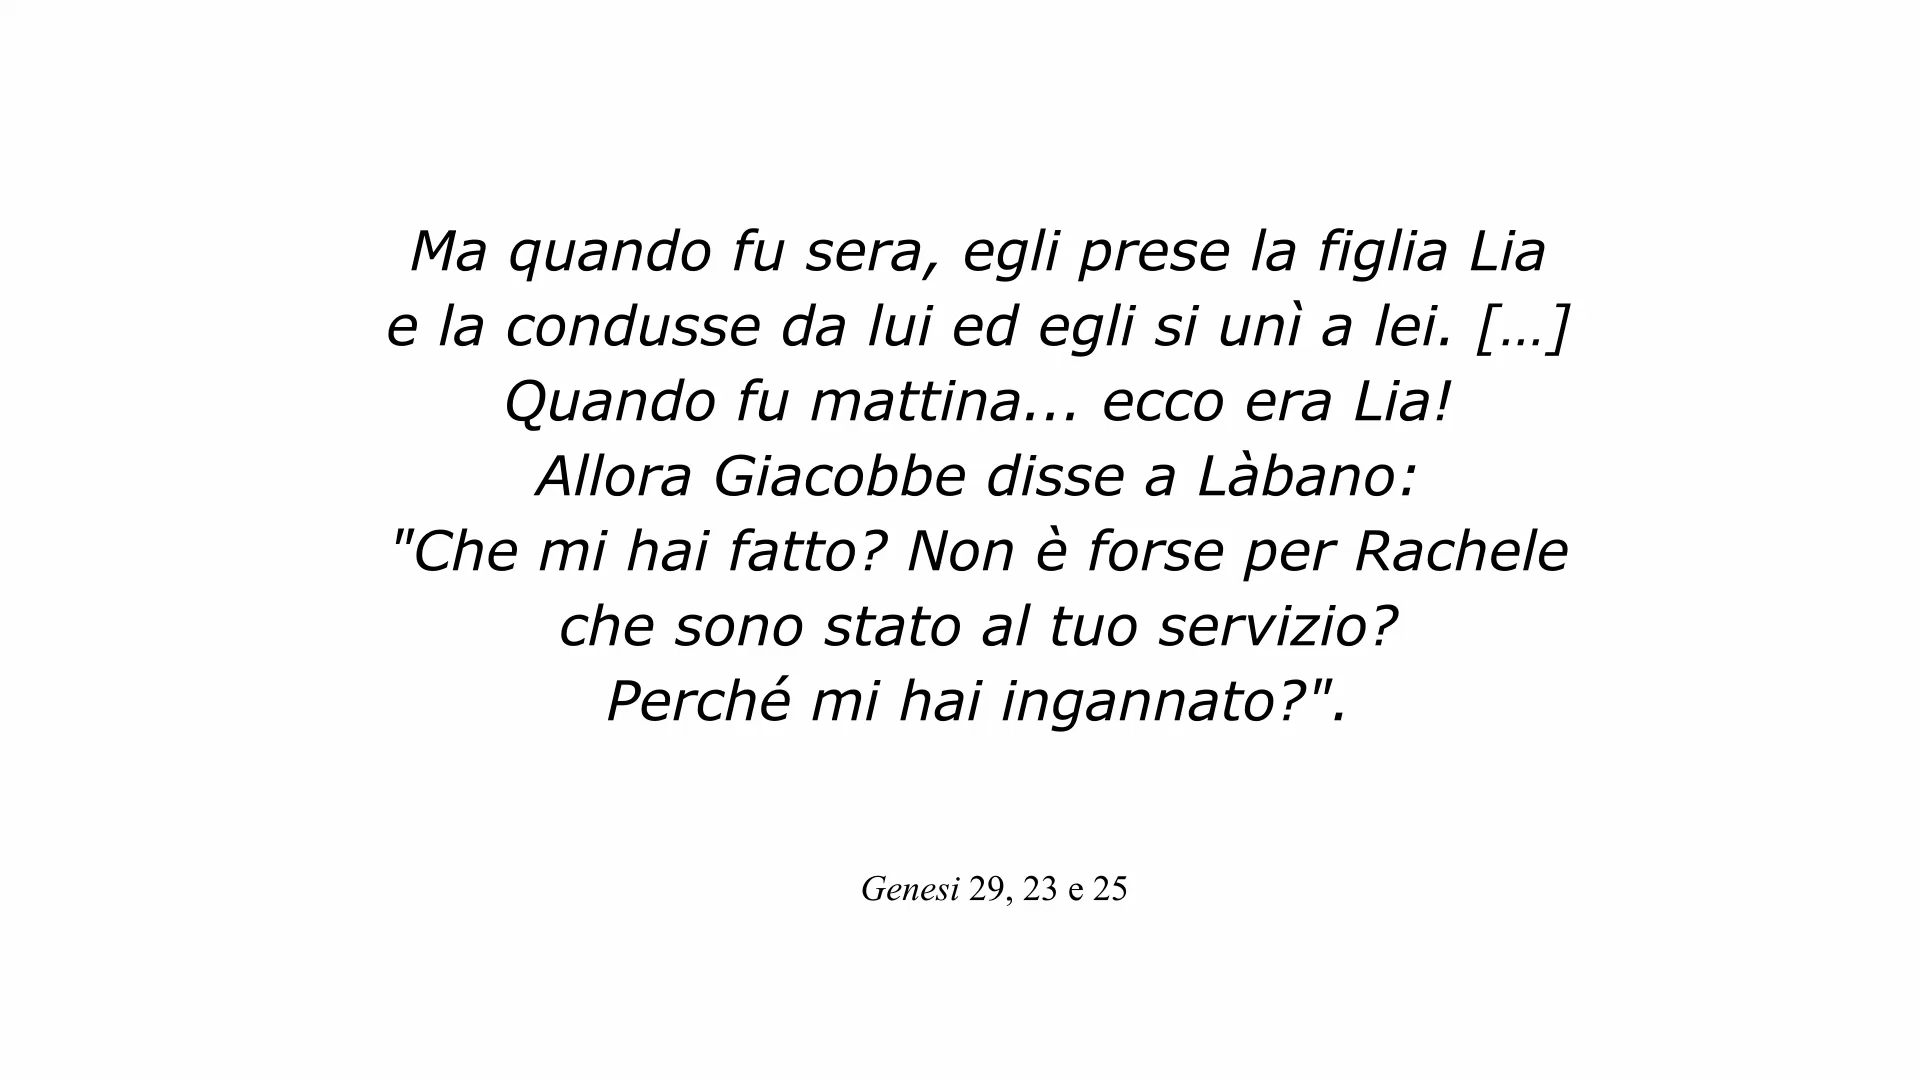 Ma quando fu sera, egli prese la figlia Lia
e la condusse da lui ed egli si unì a lei. […]
Quando fu mattina... ecco era Lia!
Allora Giacobbe disse a Làbano:
"Che mi hai fatto? Non è forse per Rachele
che sono stato al tuo servizio?
Perché mi hai ingannato?".
Genesi 29, 23 e 25